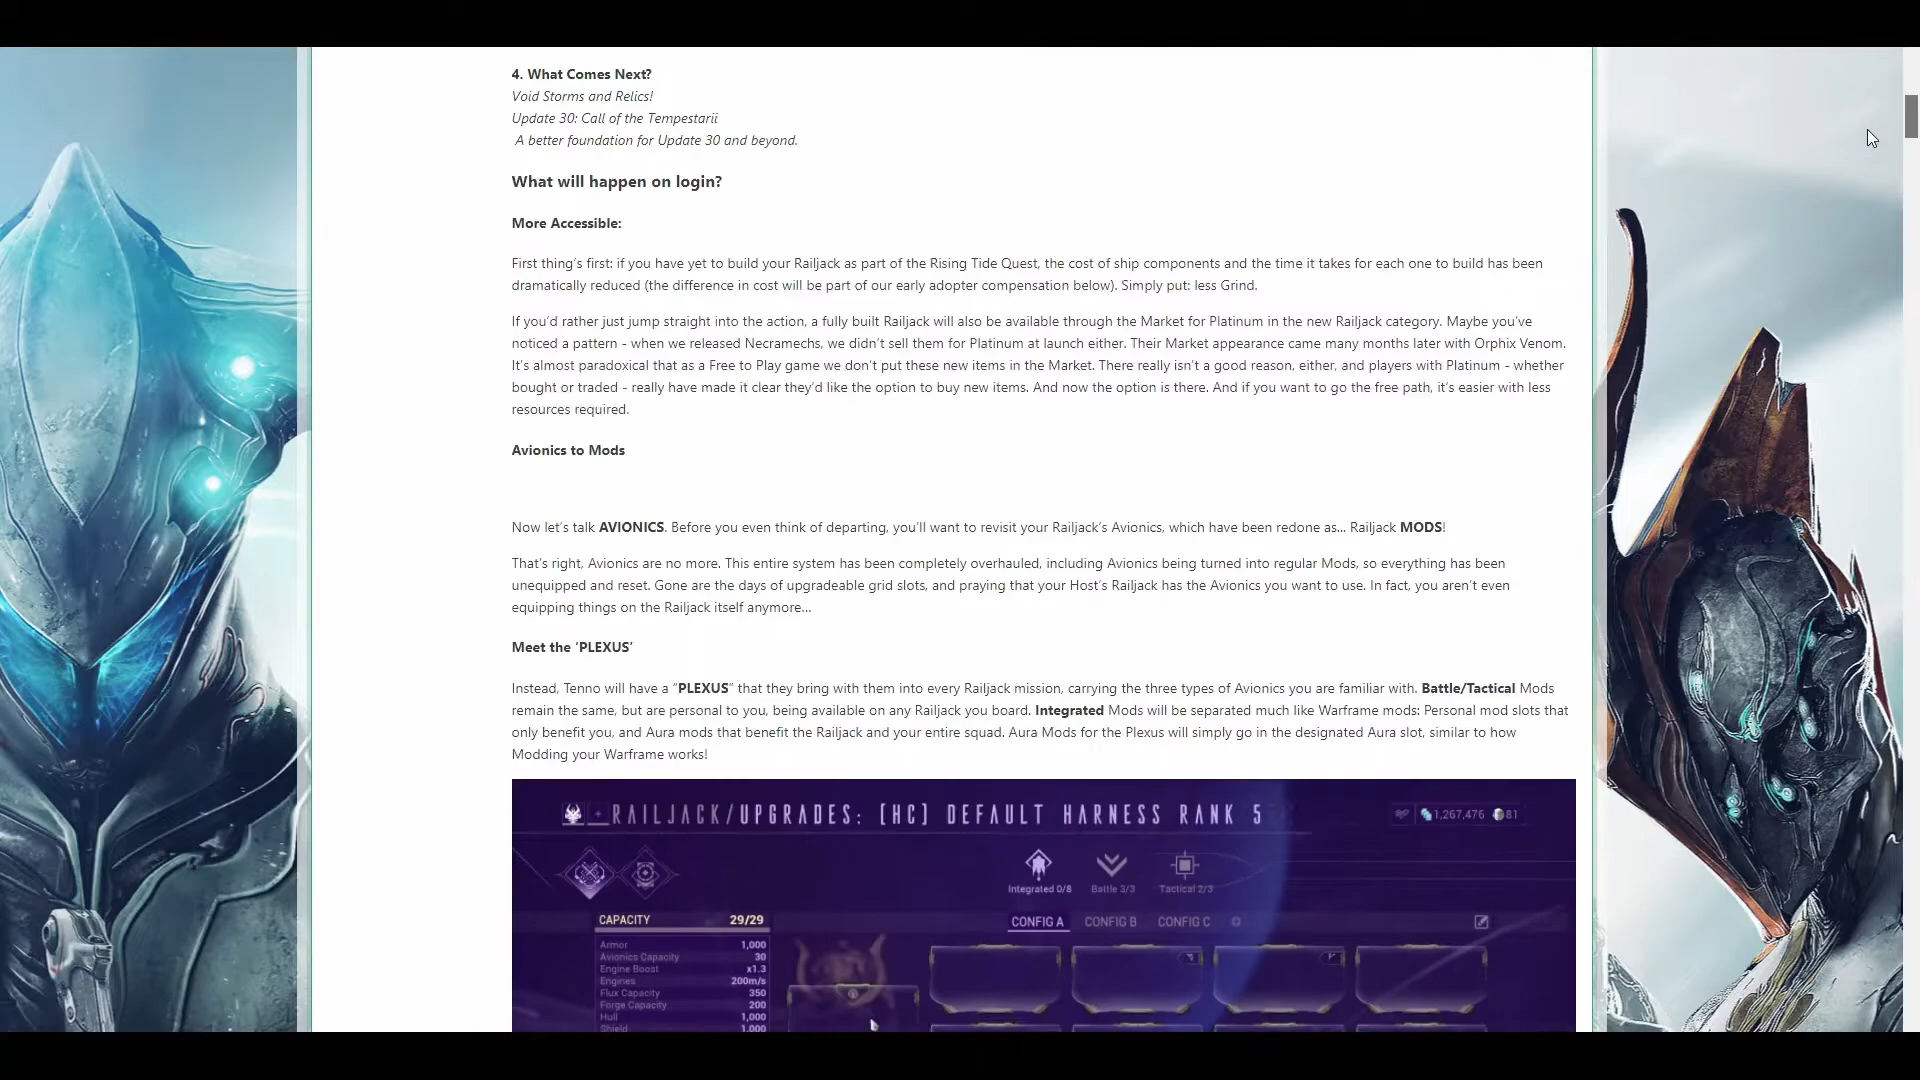 4. What Comes Next?
Void Storms and Relics!
Update 30: Call of the Tempestarii
A better foundation for Update 30 and beyond.
What will happen on login?
More Accessible:
First thing’s first: if you have yet to build your Railjack as part of the Rising Tide Quest, the cost of ship components and the time it takes for each one to build has been
dramatically reduced (the difference in cost will be part of our early adopter compensation below). Simply put: less Grind.
If you’d rather just jump straight into the action, a fully built Railjack will also be available through the Market for Platinum in the new Railjack category. Maybe you’ve
noticed a pattern - when we released Necramechs, we didn’t sell them for Platinum at launch either. Their Market appearance came many months later with Orphix Venom.
It’s almost paradoxical that as a Free to Play game we don’t put these new items in the Market. There really isn’t a good reason, either, and players with Platinum - whether
bought or traded - really have made it clear they’d like the option to buy new items. And now the option is there. And if you want to go the free path, it’s easier with less
resources required.
Avionics to Mods
Now let’s talk AVIONICS. Before you even think of departing, you’ll want to revisit your Railjack’s Avionics, which have been redone as... Railjack MODS!
That’s right, Avionics are no more. This entire system has been completely overhauled, including Avionics being turned into regular Mods, so everything has been
unequipped and reset. Gone are the days of upgradeable grid slots, and praying that your Host’s Railjack has the Avionics you want to use. In fact, you aren’t even
equipping things on the Railjack itself anymore...
Meet the ‘PLEXUS’
Instead, Tenno will have a “PLEXUS” that they bring with them into every Railjack mission, carrying the three types of Avionics you are familiar with. Battle/Tactical Mods
remain the same, but are personal to you, being available on any Railjack you board. Integrated Mods will be separated much like Warframe mods: Personal mod slots that
only benefit you, and Aura mods that benefit the Railjack and your entire squad. Aura Mods for the Plexus will simply go in the designated Aura slot, similar to how
Modding your Warframe works!
RAILJACK/UPGRADES: [HC] DEFAULT HARNESS RANK 5
1,267,476 81
Integrated 0/8 Battle 3/3 Tactical 2/3
CAPACITY 29/29
CONFIG A CONFIG B CONFIG C
Armor 1,000
Avionics Capacity 30
Engine Boost x1.3
Engines 200m/s
Flux Capacity 350
Forge Capacity 200
Hull 1,000
Shield 1,000